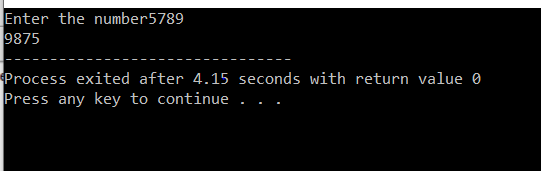 Enter the number5789
9875
--------------------------------
Process exited after 4.15 seconds with return value 0
Press any key to continue . . .